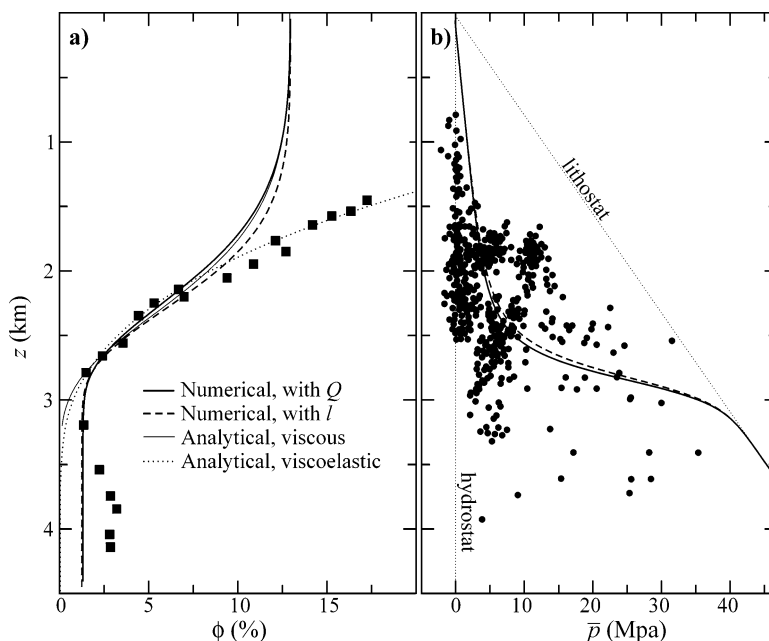 a)
b)
1
2
3
4
z (km)
lithostat
hydrostat
Numerical, with Q
Numerical, with l
Analytical, viscous
Analytical, viscoelastic
0 5 10 15
0 10 20 30 40
ϕ (%)
p̅ (Mpa)